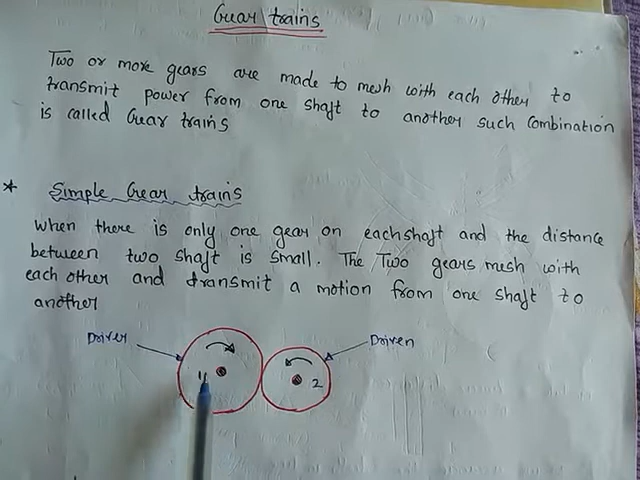 Gear trains
Two or more gears are made to mesh with each other to
transmit power from one shaft to another such Combination
is called Gear trains
* Simple Gear trains
when there is only one gear on each shaft and the distance
between two shaft is small. The Two gears mesh with
each other and transmit a motion from one shaft to
another
Driver
Driven
1
2